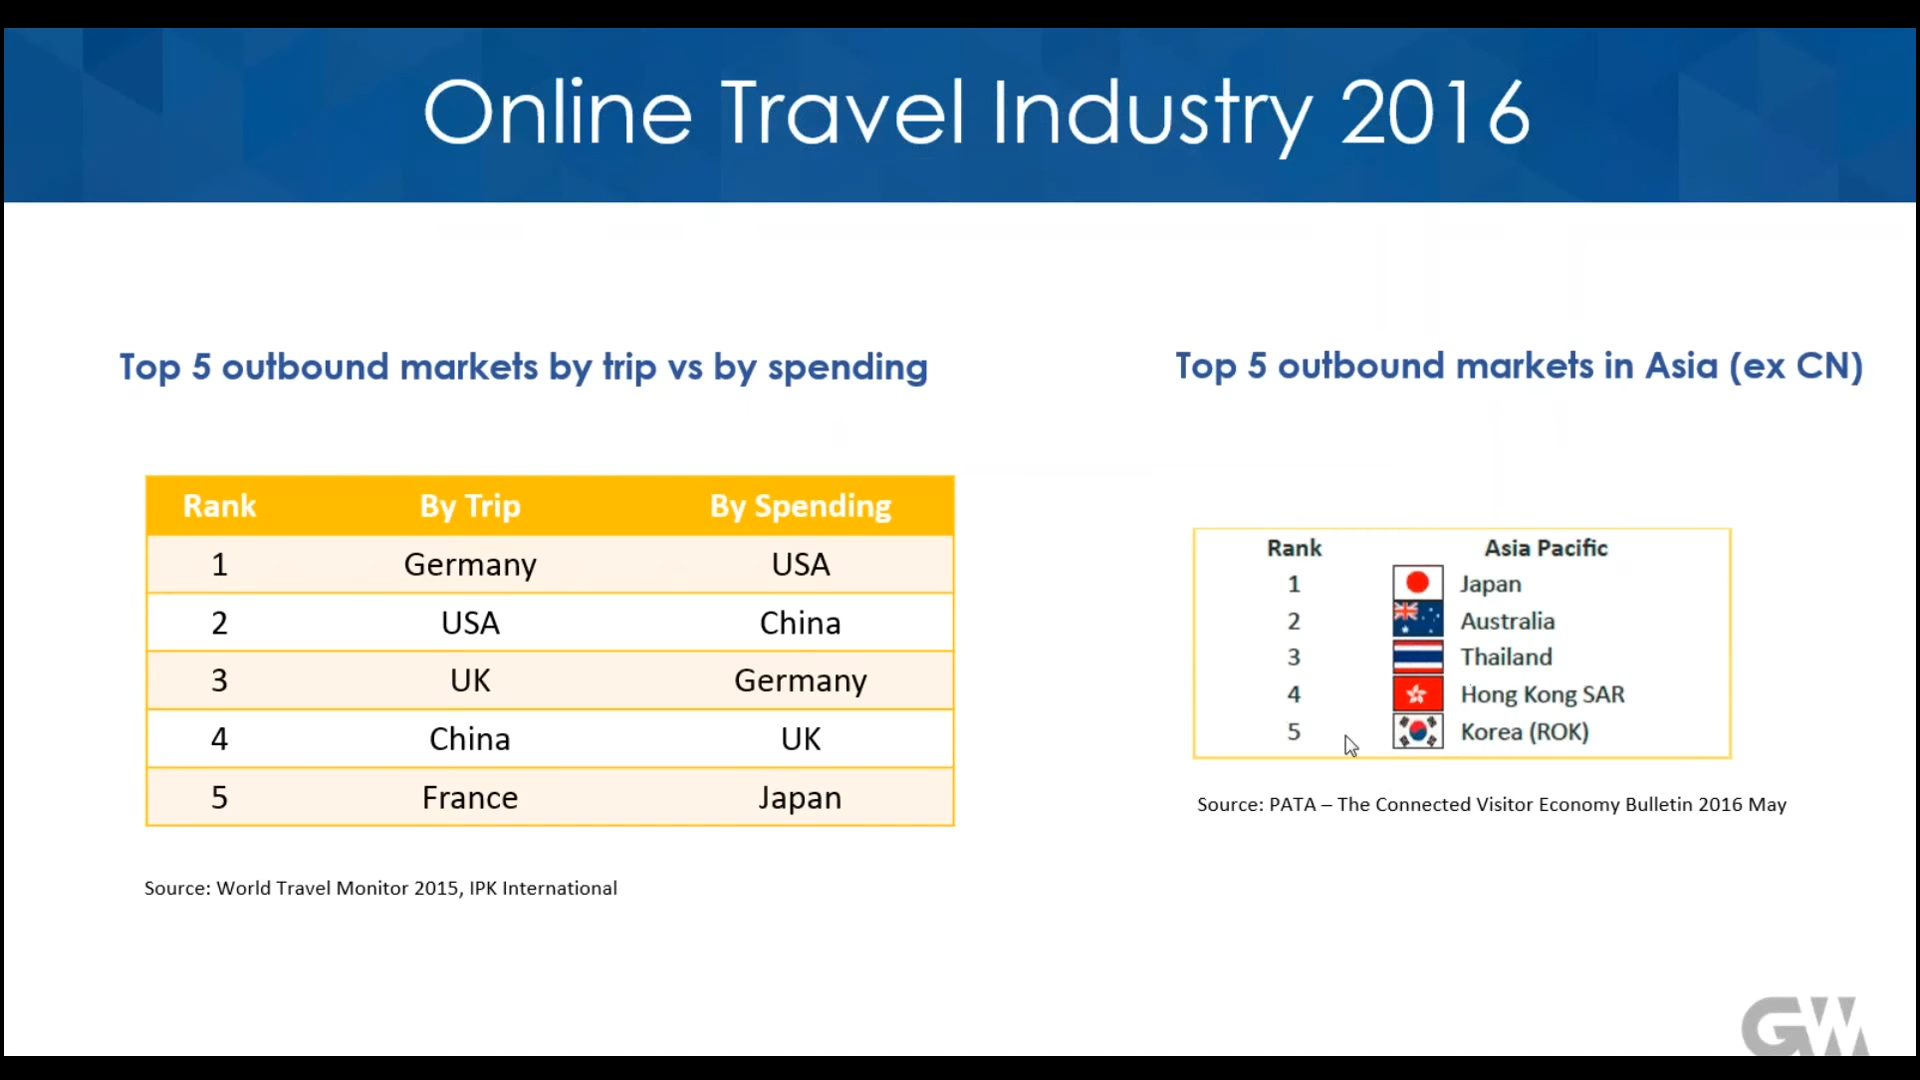 Online Travel Industry 2016
Top 5 outbound markets by trip vs by spending
Rank By Trip By Spending
1 Germany USA
2 USA China
3 UK Germany
4 China UK
5 France Japan
Source: World Travel Monitor 2015, IPK International
Top 5 outbound markets in Asia (ex CN)
Rank Asia Pacific
1 Japan
2 Australia
3 Thailand
4 Hong Kong SAR
5 Korea (ROK)
Source: PATA – The Connected Visitor Economy Bulletin 2016 May
GW